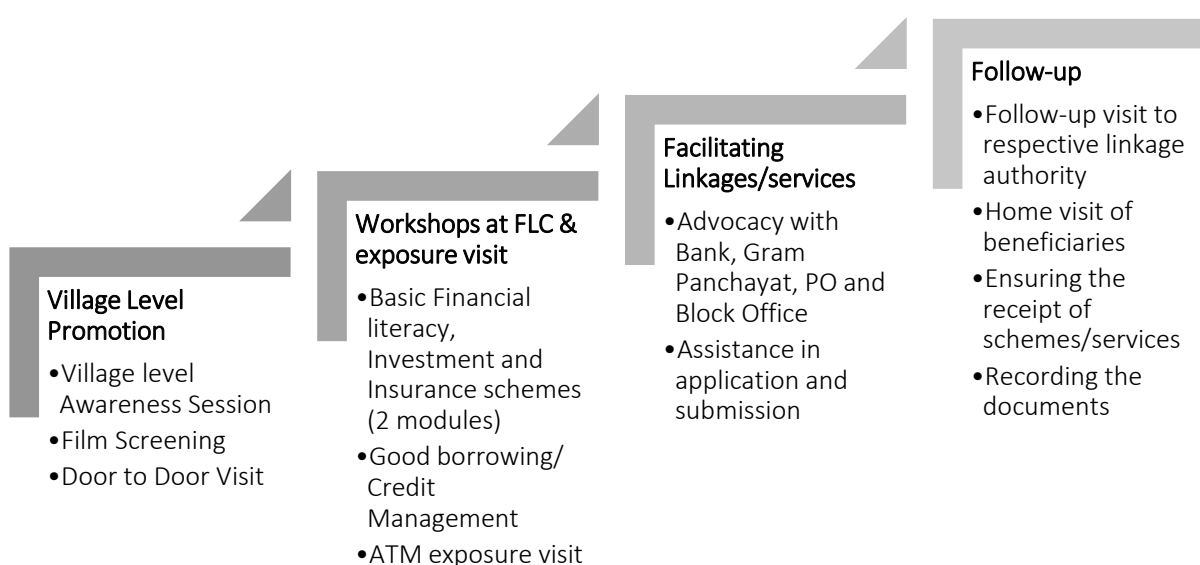 Village Level
Promotion
•Village level
Awareness Session
•Film Screening
•Door to Door Visit
Workshops at FLC &
exposure visit
•Basic Financial
literacy,
Investment and
Insurance schemes
(2 modules)
•Good borrowing/
Credit
Management
•ATM exposure visit
Facilitating
Linkages/services
•Advocacy with
Bank, Gram
Panchayat, PO and
Block Office
•Assistance in
application and
submission
Follow-up
•Follow-up visit to
respective linkage
authority
•Home visit of
beneficiaries
•Ensuring the
receipt of
schemes/services
•Recording the
documents